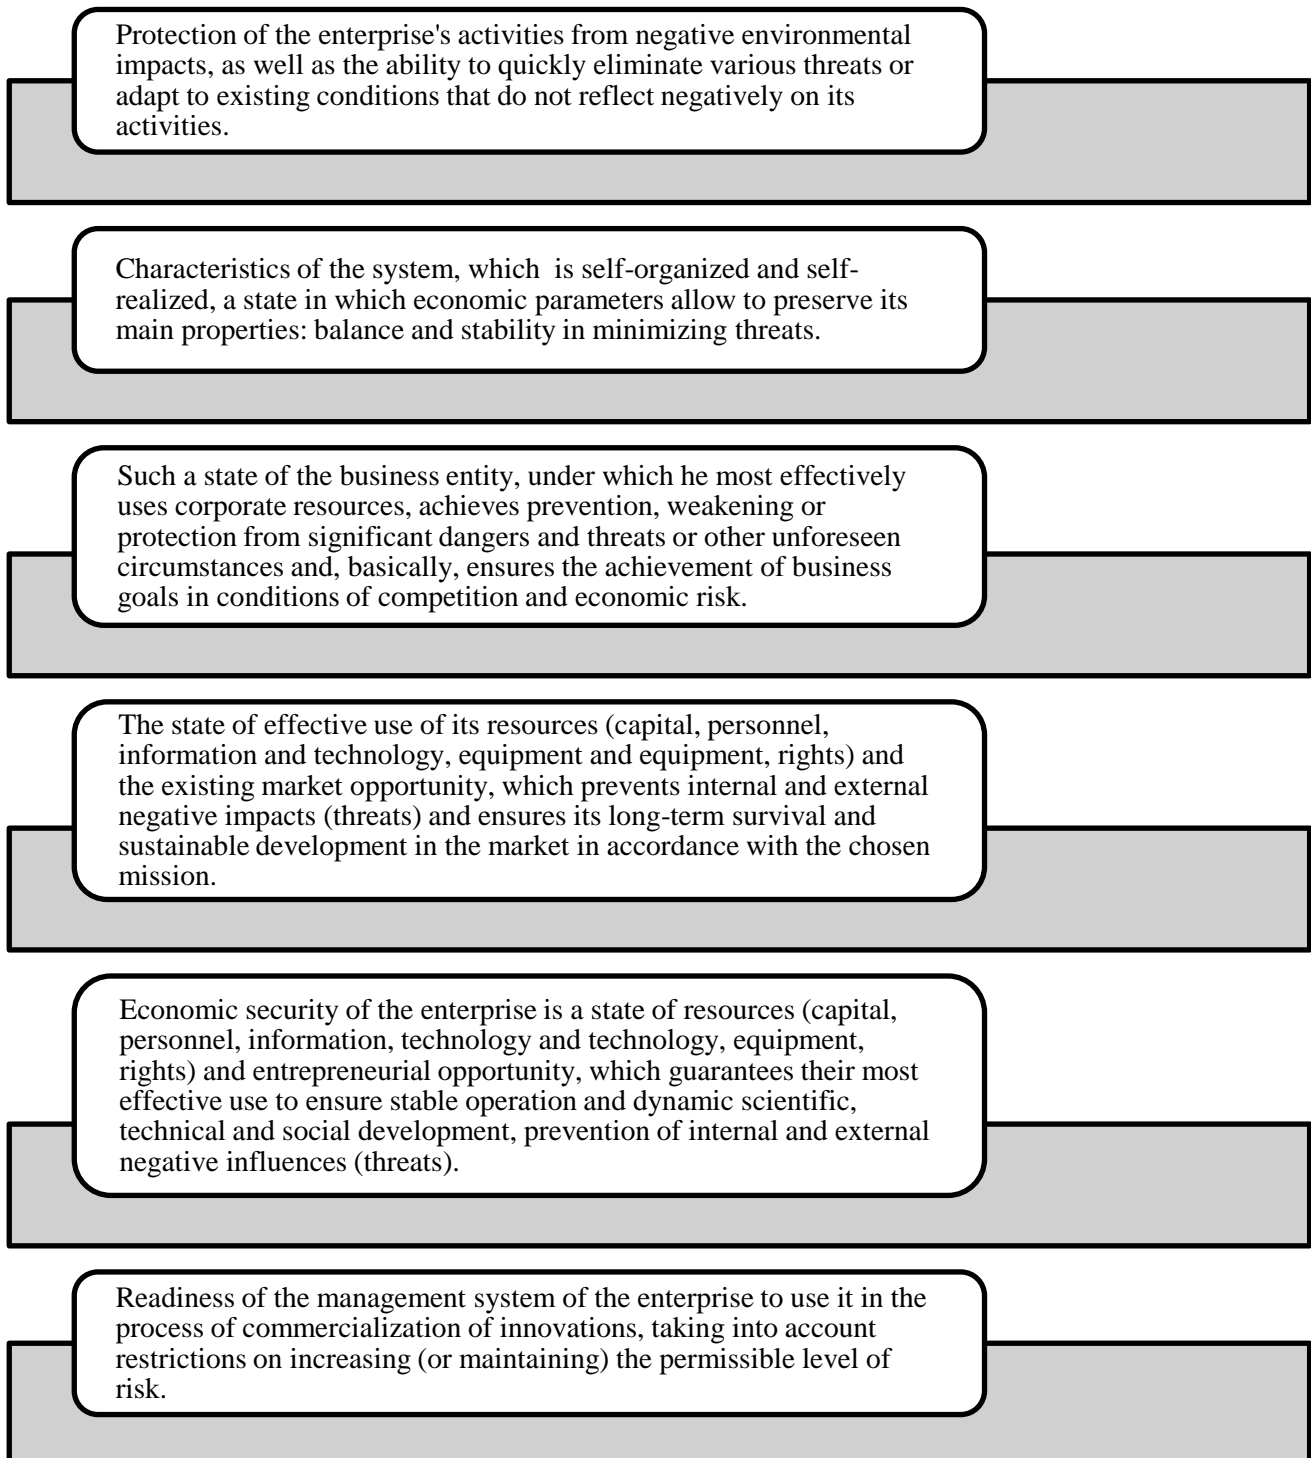 Protection of the enterprise's activities from negative environmental
impacts, as well as the ability to quickly eliminate various threats or
adapt to existing conditions that do not reflect negatively on its
activities.
Characteristics of the system, which  is self-organized and self-
realized, a state in which economic parameters allow to preserve its
main properties: balance and stability in minimizing threats.
Such a state of the business entity, under which he most effectively
uses corporate resources, achieves prevention, weakening or
protection from significant dangers and threats or other unforeseen
circumstances and, basically, ensures the achievement of business
goals in conditions of competition and economic risk.
The state of effective use of its resources (capital, personnel,
information and technology, equipment and equipment, rights) and
the existing market opportunity, which prevents internal and external
negative impacts (threats) and ensures its long-term survival and
sustainable development in the market in accordance with the chosen
mission.
Economic security of the enterprise is a state of resources (capital,
personnel, information, technology and technology, equipment,
rights) and entrepreneurial opportunity, which guarantees their most
effective use to ensure stable operation and dynamic scientific,
technical and social development, prevention of internal and external
negative influences (threats).
Readiness of the management system of the enterprise to use it in the
process of commercialization of innovations, taking into account
restrictions on increasing (or maintaining) the permissible level of
risk.